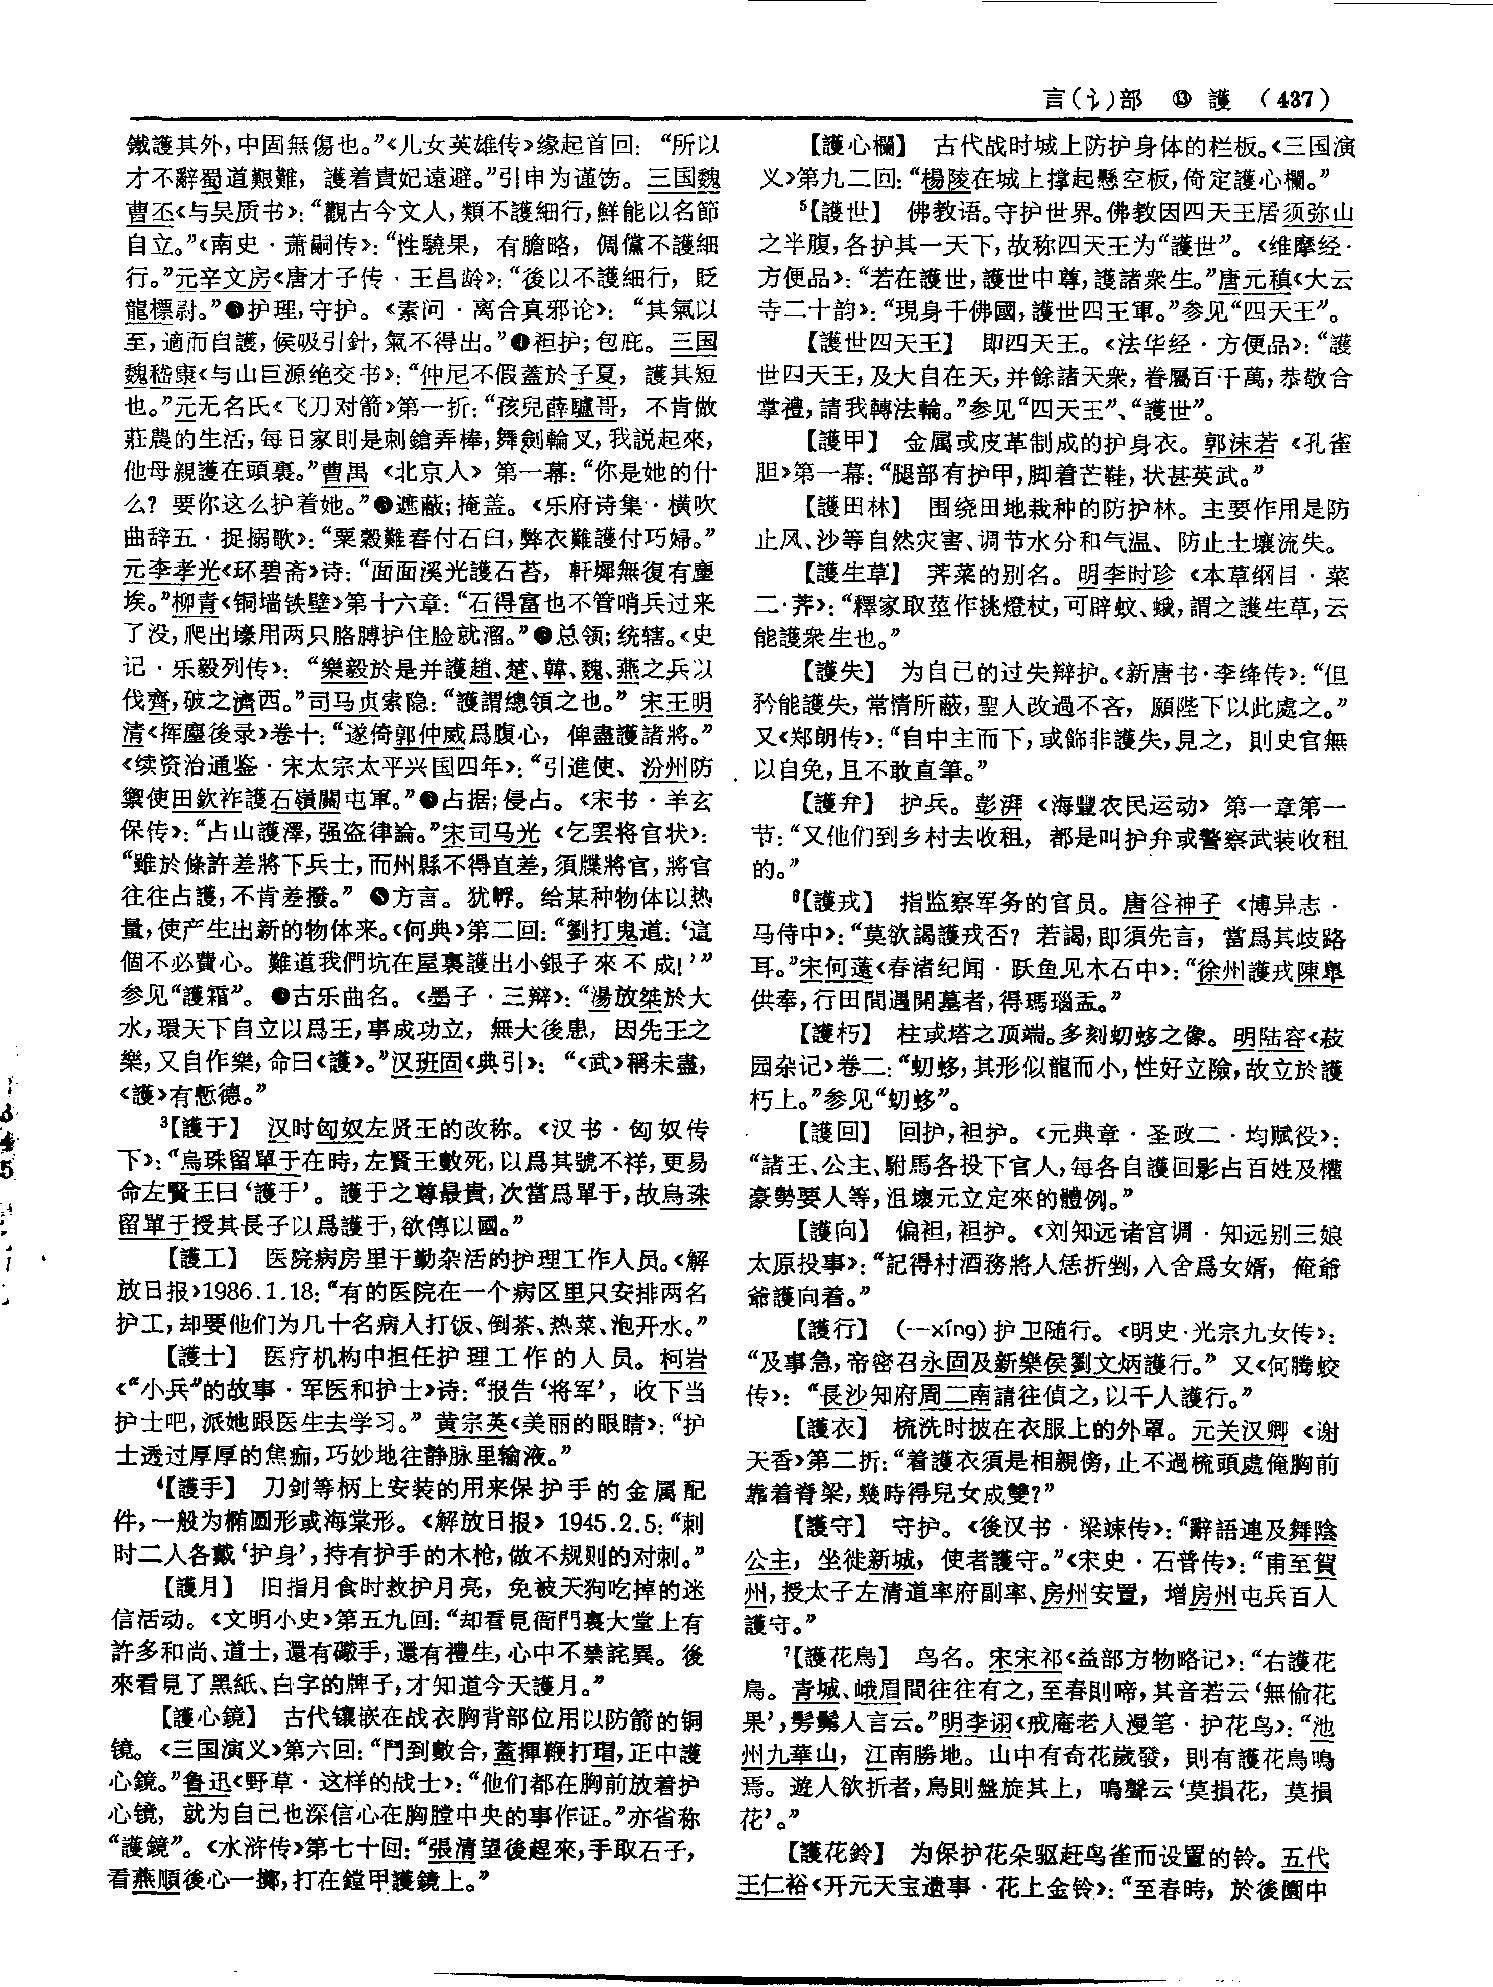 言(讠)部 ⑬ 護 (437)
鐵護其外，中固無傷也。”《儿女英雄传》缘起首回：“所以
才不辭蜀道艱難，護着貴妃遠避。”引申为谨饬。三国魏
曹丕《与吴质书》：“觀古今文人，類不護細行，鮮能以名節
自立。”《南史·萧嗣传》：“性驍果，有膽略，倜儻不護細
行。”元辛文房《唐才子传·王昌龄》：“後以不護細行，貶
龍標尉。”❸护理，守护。《素问·离合真邪论》：“其氣以
至，適而自護，候吸引針，氣不得出。”❹袒护；包庇。三国
魏嵇康《与山巨源绝交书》：“仲尼不假蓋於子夏，護其短
也。”元无名氏《飞刀对箭》第一折：“孩兒薛驢哥，不肯做
莊農的生活，每日家則是刺鎗弄棒，舞劍輪叉，我説起來，
他母親護在頭裏。”曹禺《北京人》第一幕：“你是她的什
么？要你这么护着她。”❺遮蔽；掩盖。《乐府诗集·横吹
曲辞五·捉搦歌》：“粟穀難舂付石臼，弊衣難護付巧婦。”
元李孝光《环碧斋》诗：“面面溪光護石苔，軒墀無復有塵
埃。”柳青《铜墙铁壁》第十六章：“石得富也不管哨兵过来
了没，爬出壕用两只胳膊护住脸就溜。”❻总领；统辖。《史
记·乐毅列传》：“樂毅於是并護趙、楚、韓、魏、燕之兵以
伐齊，破之濟西。”司马贞索隐：“護謂總領之也。”宋王明
清《挥麈後录》卷十：“遂倚郭仲威爲腹心，俾盡護諸將。”
《续资治通鉴·宋太宗太平兴国四年》：“引進使、汾州防
禦使田欽祚護石嶺關屯軍。”❼占据；侵占。《宋书·羊玄
保传》：“占山護澤，强盗律論。”宋司马光《乞罢将官状》：
“雖於條許差將下兵士，而州縣不得直差，須牒將官，將官
往往占護，不肯差撥。”❽方言。犹孵。给某种物体以热
量，使产生出新的物体来。《何典》第二回：“劉打鬼道：‘這
個不必費心。難道我們坑在屋裏護出小銀子來不成！’”
参见“護箱”。❾古乐曲名。《墨子·三辩》：“湯放桀於大
水，環天下自立以爲王，事成功立，無大後患，因先王之
樂，又自作樂，命曰《護》。”汉班固《典引》：“《武》稱未盡，
《護》有慙德。”
³【護于】 汉时匈奴左贤王的改称。《汉书·匈奴传
下》：“烏珠留單于在時，左賢王數死，以爲其號不祥，更易
命左賢王曰‘護于’。護于之尊最貴，次當爲單于，故烏珠
留單于授其長子以爲護于，欲傳以國。”
【護工】 医院病房里干勤杂活的护理工作人员。《解
放日报》1986.1.18：“有的医院在一个病区里只安排两名
护工，却要他们为几十名病人打饭、倒茶、热菜、泡开水。”
【護士】 医疗机构中担任护理工作的人员。柯岩
《“小兵”的故事·军医和护士》诗：“报告‘将军’，收下当
护士吧，派她跟医生去学习。”黄宗英《美丽的眼睛》：“护
士透过厚厚的焦痂，巧妙地往静脉里输液。”
⁴【護手】 刀剑等柄上安装的用来保护手的金属配
件，一般为椭圆形或海棠形。《解放日报》1945.2.5：“刺
时二人各戴‘护身’，持有护手的木枪，做不规则的对刺。”
【護月】 旧指月食时救护月亮，免被天狗吃掉的迷
信活动。《文明小史》第五九回：“却看見衙門裏大堂上有
許多和尚、道士，還有礮手，還有禮生，心中不禁詫異。後
來看見了黑紙、白字的牌子，才知道今天護月。”
【護心鏡】 古代镶嵌在战衣胸背部位用以防箭的铜
镜。《三国演义》第六回：“鬥到數合，蓋揮鞭打瑁，正中護
心鏡。”鲁迅《野草·这样的战士》：“他们都在胸前放着护
心镜，就为自己也深信心在胸膛中央的事作证。”亦省称
“護鏡”。《水浒传》第七十回：“張清望後趕來，手取石子，
看燕順後心一擲，打在鏜甲護鏡上。”
【護心欄】 古代战时城上防护身体的栏板。《三国演
义》第九二回：“楊陵在城上撑起懸空板，倚定護心欄。”
⁵【護世】 佛教语。守护世界。佛教因四天王居须弥山
之半腹，各护其一天下，故称四天王为“護世”。《维摩经·
方便品》：“若在護世，護世中尊，護諸衆生。”唐元稹《大云
寺二十韵》：“現身千佛國，護世四王軍。”参见“四天王”。
【護世四天王】 即四天王。《法华经·方便品》：“護
世四天王，及大自在天，并餘諸天衆，眷屬百千萬，恭敬合
掌禮，請我轉法輪。”参见“四天王”、“護世”。
【護甲】 金属或皮革制成的护身衣。郭沫若《孔雀
胆》第一幕：“腿部有护甲，脚着芒鞋，状甚英武。”
【護田林】 围绕田地栽种的防护林。主要作用是防
止风、沙等自然灾害、调节水分和气温、防止土壤流失。
【護生草】 荠菜的别名。明李时珍《本草纲目·菜
二·荠》：“釋家取莖作挑燈杖，可辟蚊、蛾，謂之護生草，云
能護衆生也。”
【護失】 为自己的过失辩护。《新唐书·李绛传》：“但
矜能護失，常情所蔽，聖人改過不吝，願陛下以此處之。”
又《郑朗传》：“自中主而下，或飾非護失，見之，則史官無
以自免，且不敢直筆。”
【護弁】 护兵。彭湃《海豐农民运动》第一章第一
节：“又他们到乡村去收租，都是叫护弁或警察武装收租
的。”
⁶【護戎】 指监察军务的官员。唐谷神子《博异志·
马侍中》：“莫欲謁護戎否？若謁，即須先言，當爲其歧路
耳。”宋何薳《春渚纪闻·跃鱼见木石中》：“徐州護戎陳皋
供奉，行田間遇開墓者，得瑪瑙盂。”
【護朽】 柱或塔之顶端。多刻蚴蛥之像。明陆容《菽
园杂记》卷二：“蚴蛥，其形似龍而小，性好立險，故立於護
朽上。”参见“蚴蛥”。
【護回】 回护，袒护。《元典章·圣政二·均赋役》：
“諸王、公主、駙馬各投下官人，每各自護回影占百姓及權
豪勢要人等，沮壞元立定來的體例。”
【護向】 偏袒，袒护。《刘知远诸宫调·知远别三娘
太原投事》：“記得村酒務將人恁折剉，入舍爲女婿，俺爺
爺護向着。”
【護行】 (—xíng)护卫随行。《明史·光宗九女传》：
“及事急，帝密召永固及新樂侯劉文炳護行。”又《何腾蛟
传》：“長沙知府周二南請往偵之，以千人護行。”
【護衣】 梳洗时披在衣服上的外罩。元关汉卿《谢
天香》第二折：“着護衣須是相親傍，止不過梳頭處俺胸前
靠着脊梁，幾時得兒女成雙？”
【護守】 守护。《後汉书·梁竦传》：“辭語連及舞陰
公主，坐徙新城，使者護守。”《宋史·石普传》：“甫至賀
州，授太子左清道率府副率、房州安置，增房州屯兵百人
護守。”
⁷【護花鳥】 鸟名。宋宋祁《益部方物略记》：“右護花
鳥。青城、峨眉間往往有之，至春則啼，其音若云‘無偷花
果’，髣髴人言云。”明李诩《戒庵老人漫笔·护花鸟》：“池
州九華山，江南勝地。山中有奇花歲發，則有護花鳥鳴
焉。遊人欲折者，鳥則盤旋其上，鳴聲云‘莫損花，莫損
花’。”
【護花鈴】 为保护花朵驱赶鸟雀而设置的铃。五代
王仁裕《开元天宝遗事·花上金铃》：“至春時，於後園中